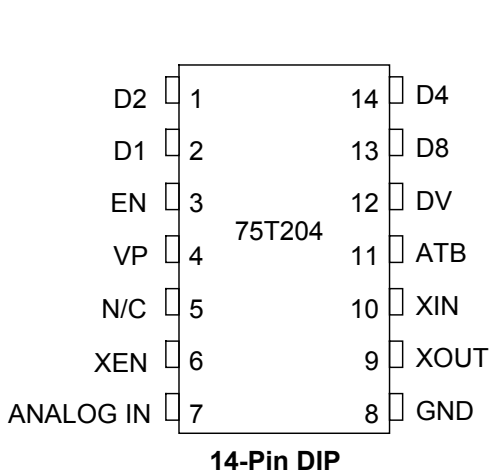 D2 1 14 D4
D1 2 13 D8
EN 3 12 DV
75T204
VP 4 11 ATB
N/C 5 10 XIN
XEN 6 9 XOUT
ANALOG IN 7 8 GND
14-Pin DIP